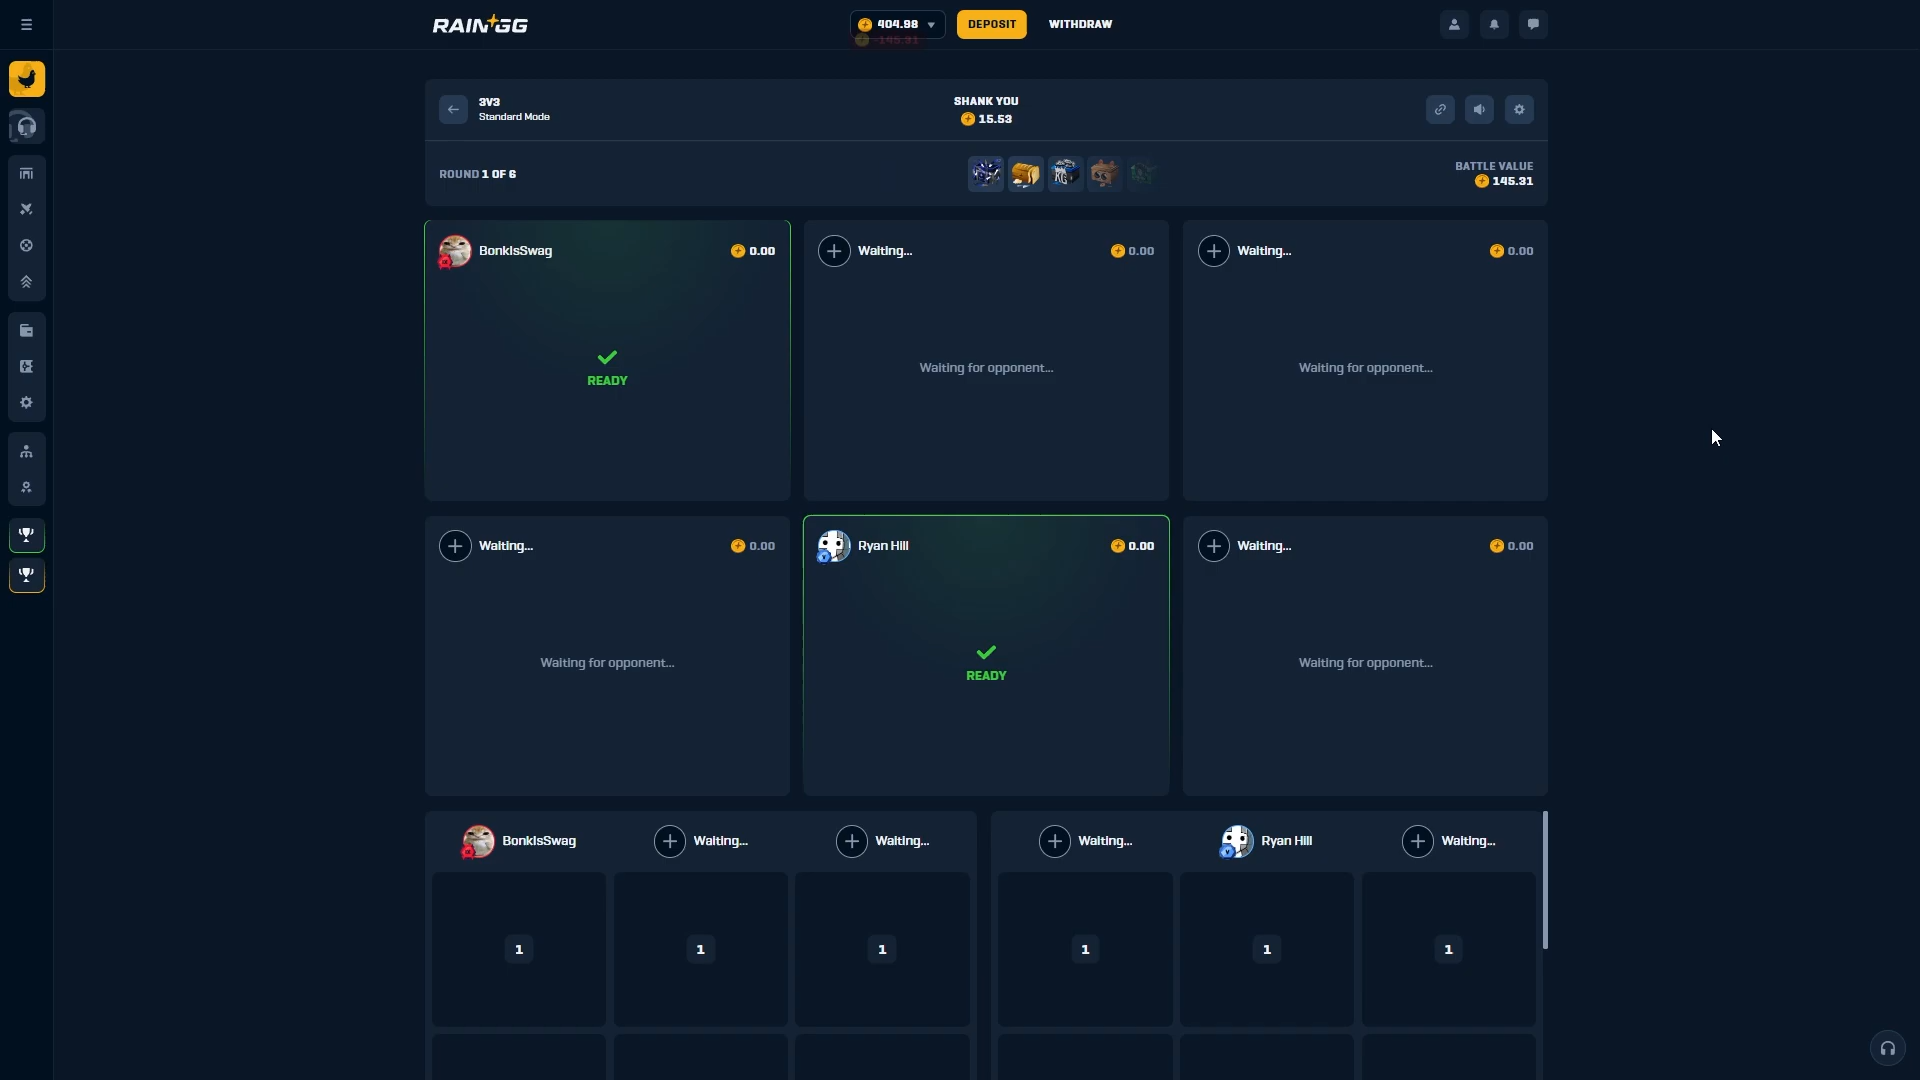 RAIN GG
404.98
DEPOSIT
WITHDRAW
-145.31
3V3
Standard Mode
SHANK YOU
15.53
ROUND 1 OF 6
BATTLE VALUE
145.31
BonkIsSwag
0.00
Waiting...
0.00
Waiting...
0.00
READY
Waiting for opponent...
Waiting for opponent...
Waiting...
0.00
Ryan Hill
0.00
Waiting...
0.00
Waiting for opponent...
READY
Waiting for opponent...
BonkIsSwag
Waiting...
Waiting...
Waiting...
Ryan Hill
Waiting...
1
1
1
1
1
1